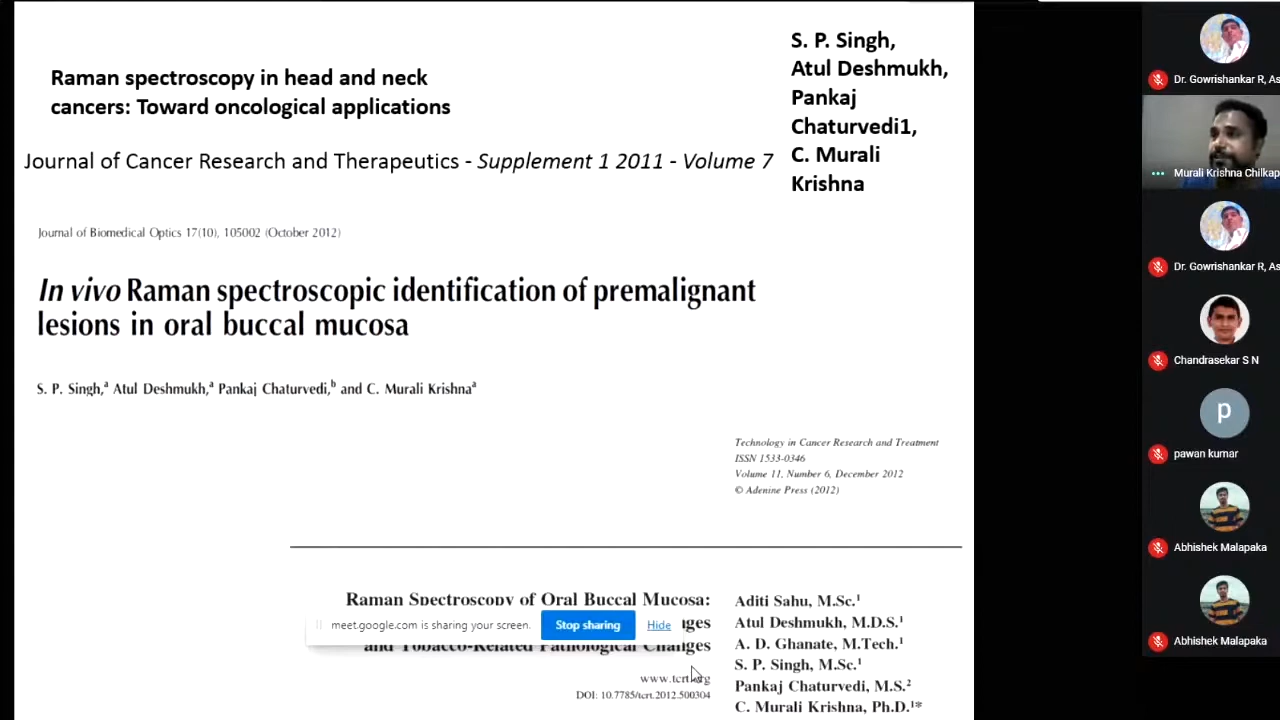 Raman spectroscopy in head and neck
cancers: Toward oncological applications
S. P. Singh,
Atul Deshmukh,
Pankaj
Chaturvedi1,
C. Murali
Krishna
Journal of Cancer Research and Therapeutics - Supplement 1 2011 - Volume 7
Journal of Biomedical Optics 17(10), 105002 (October 2012)
In vivo Raman spectroscopic identification of premalignant
lesions in oral buccal mucosa
S. P. Singh,a Atul Deshmukh,a Pankaj Chaturvedi,b and C. Murali Krishnaa
Technology in Cancer Research and Treatment
ISSN 1533-0346
Volume 11, Number 6, December 2012
© Adenine Press (2012)
Raman Spectroscopy of Oral Buccal Mucosa:
and Tobacco-Related Pathological Changes
www.tcrt.org
DOI: 10.7785/tcrt.2012.500304
Aditi Sahu, M.Sc.1
Atul Deshmukh, M.D.S.1
A. D. Ghanate, M.Tech.1
S. P. Singh, M.Sc.1
Pankaj Chaturvedi, M.S.2
C. Murali Krishna, Ph.D.1*
meet.google.com is sharing your screen.
Stop sharing
Hide
Dr. Gowrishankar R, As
Murali Krishna Chilkap
Dr. Gowrishankar R, As
Chandrasekar S N
p
pawan kumar
Abhishek Malapaka
Abhishek Malapaka